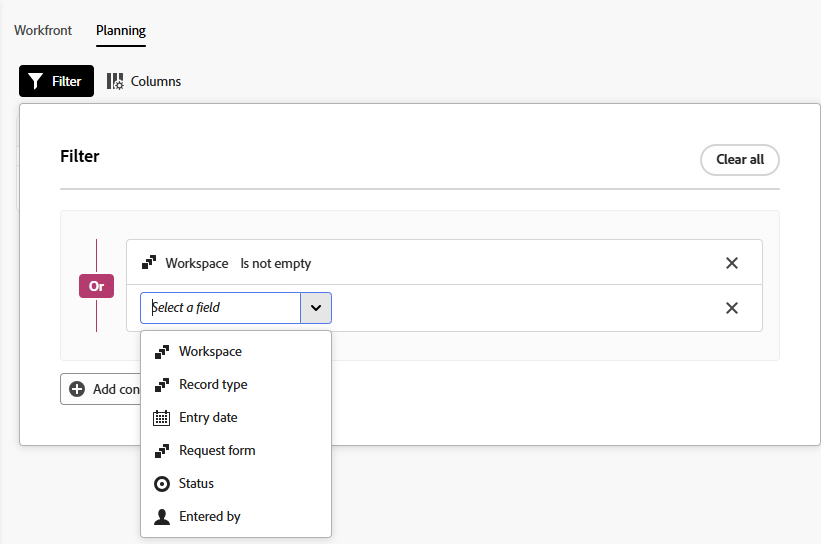 Workfront Planning
Filter Columns
Filter Clear all
Workspace Is not empty
Or
Select a field
Workspace
Record type
Add con
Entry date
Request form
Status
Entered by